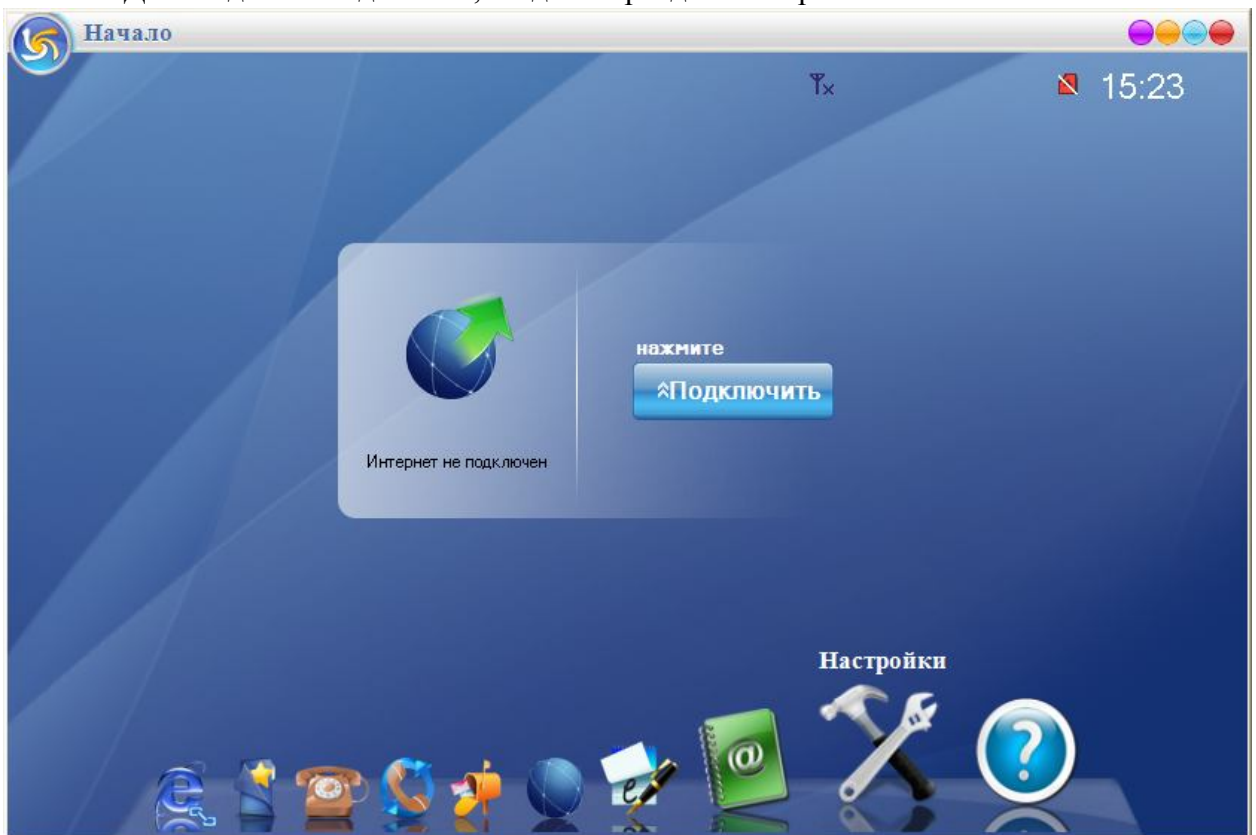 Начало
15:23
нажмите
Подключить
Интернет не подключен
Настройки